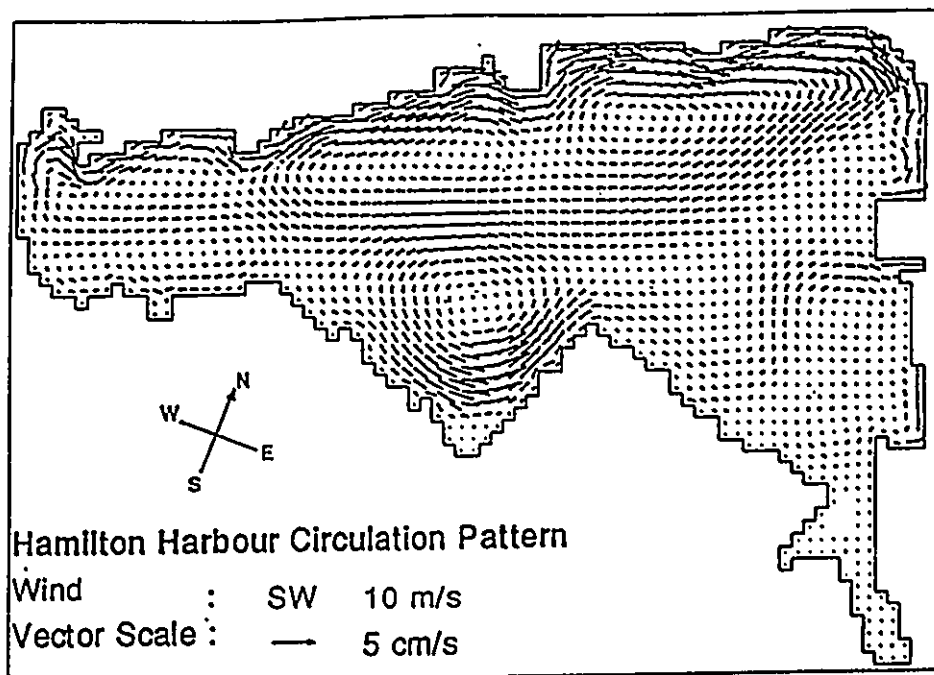 N
W
E
S
Hamilton Harbour Circulation Pattern
Wind : SW 10 m/s
Vector Scale : → 5 cm/s